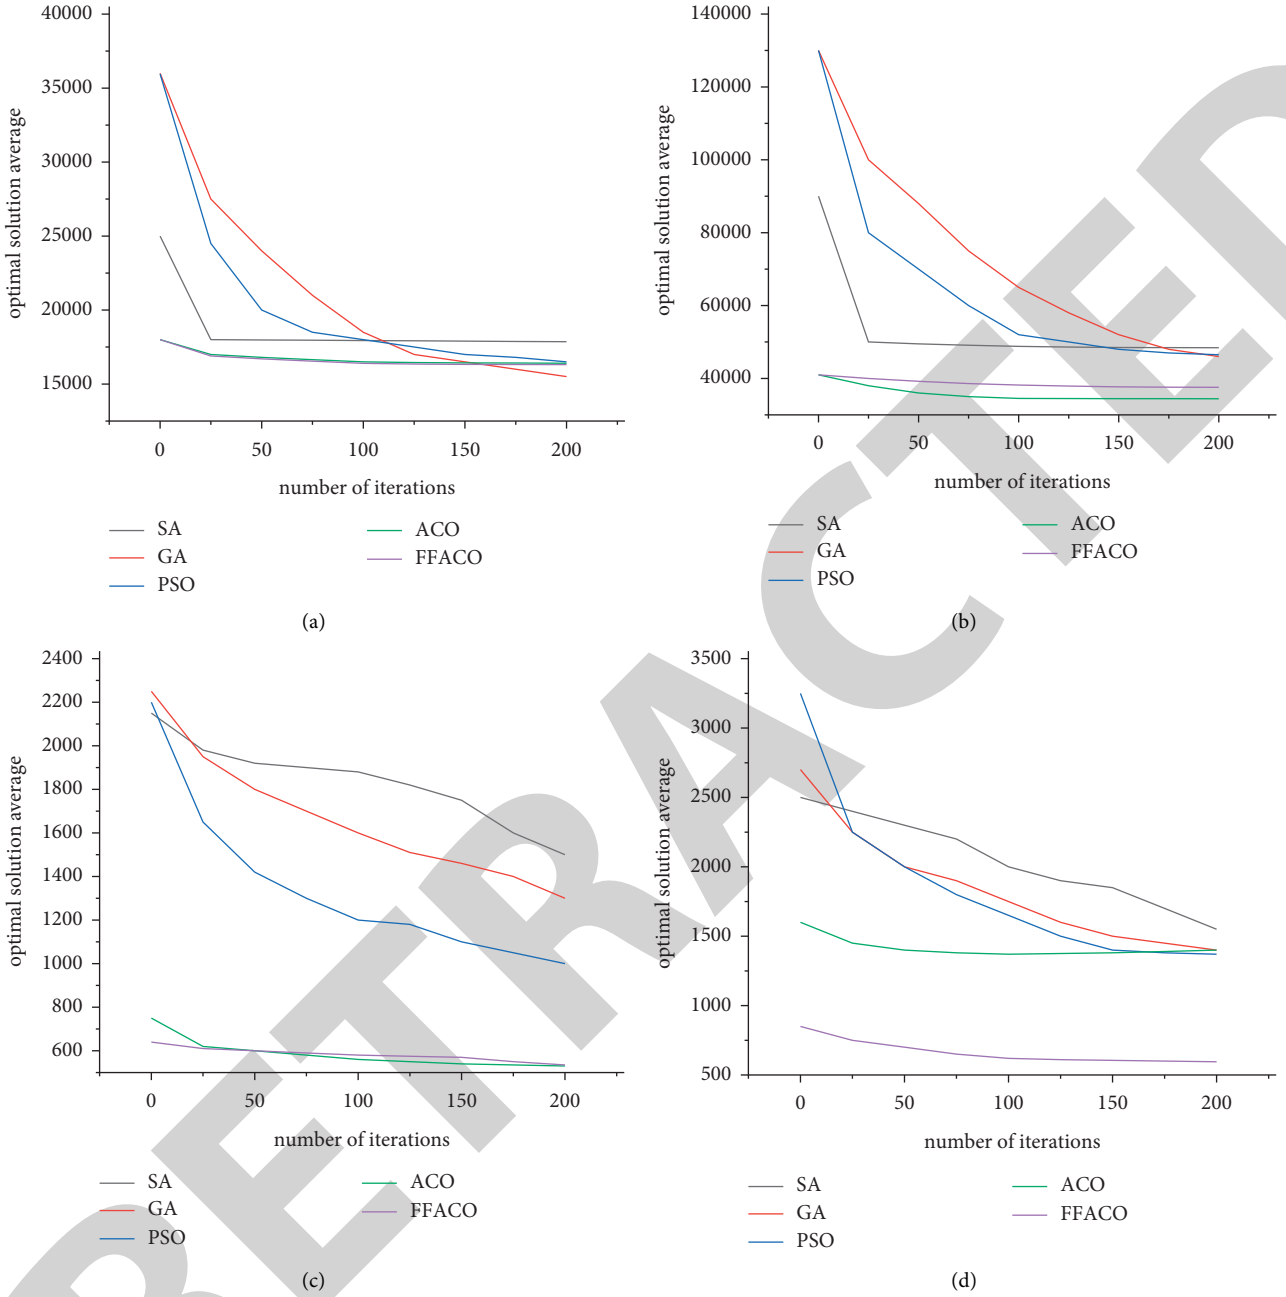 40000
35000
30000
25000
20000
15000
optimal solution average
0 50 100 150 200
number of iterations
SA
GA
PSO
ACO
FFACO
(a)
140000
120000
100000
80000
60000
40000
optimal solution average
0 50 100 150 200
number of iterations
SA
GA
PSO
ACO
FFACO
(b)
2400
2200
2000
1800
1600
1400
1200
1000
800
600
optimal solution average
0 50 100 150 200
number of iterations
SA
GA
PSO
ACO
FFACO
(c)
3500
3000
2500
2000
1500
1000
500
optimal solution average
0 50 100 150 200
number of iterations
SA
GA
PSO
ACO
FFACO
(d)
RETRACTED